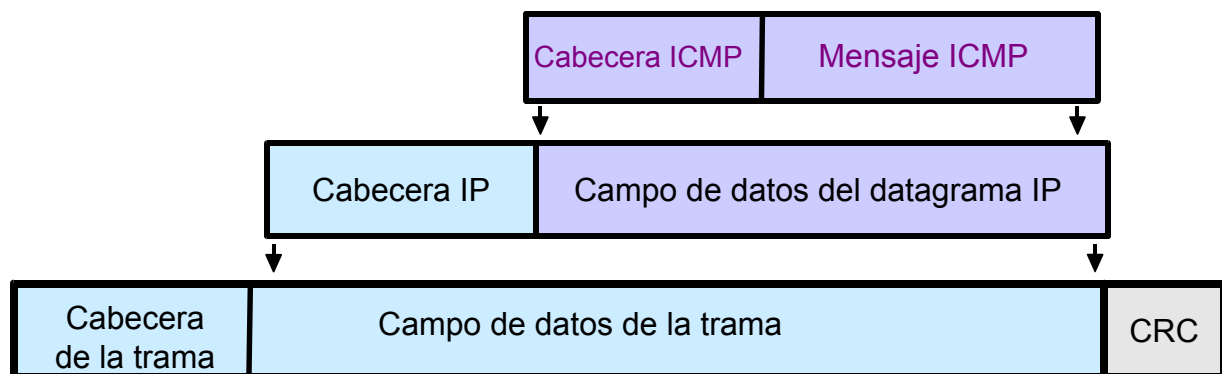 Cabecera ICMP
Mensaje ICMP
Cabecera IP
Campo de datos del datagrama IP
Cabecera
de la trama
Campo de datos de la trama
CRC